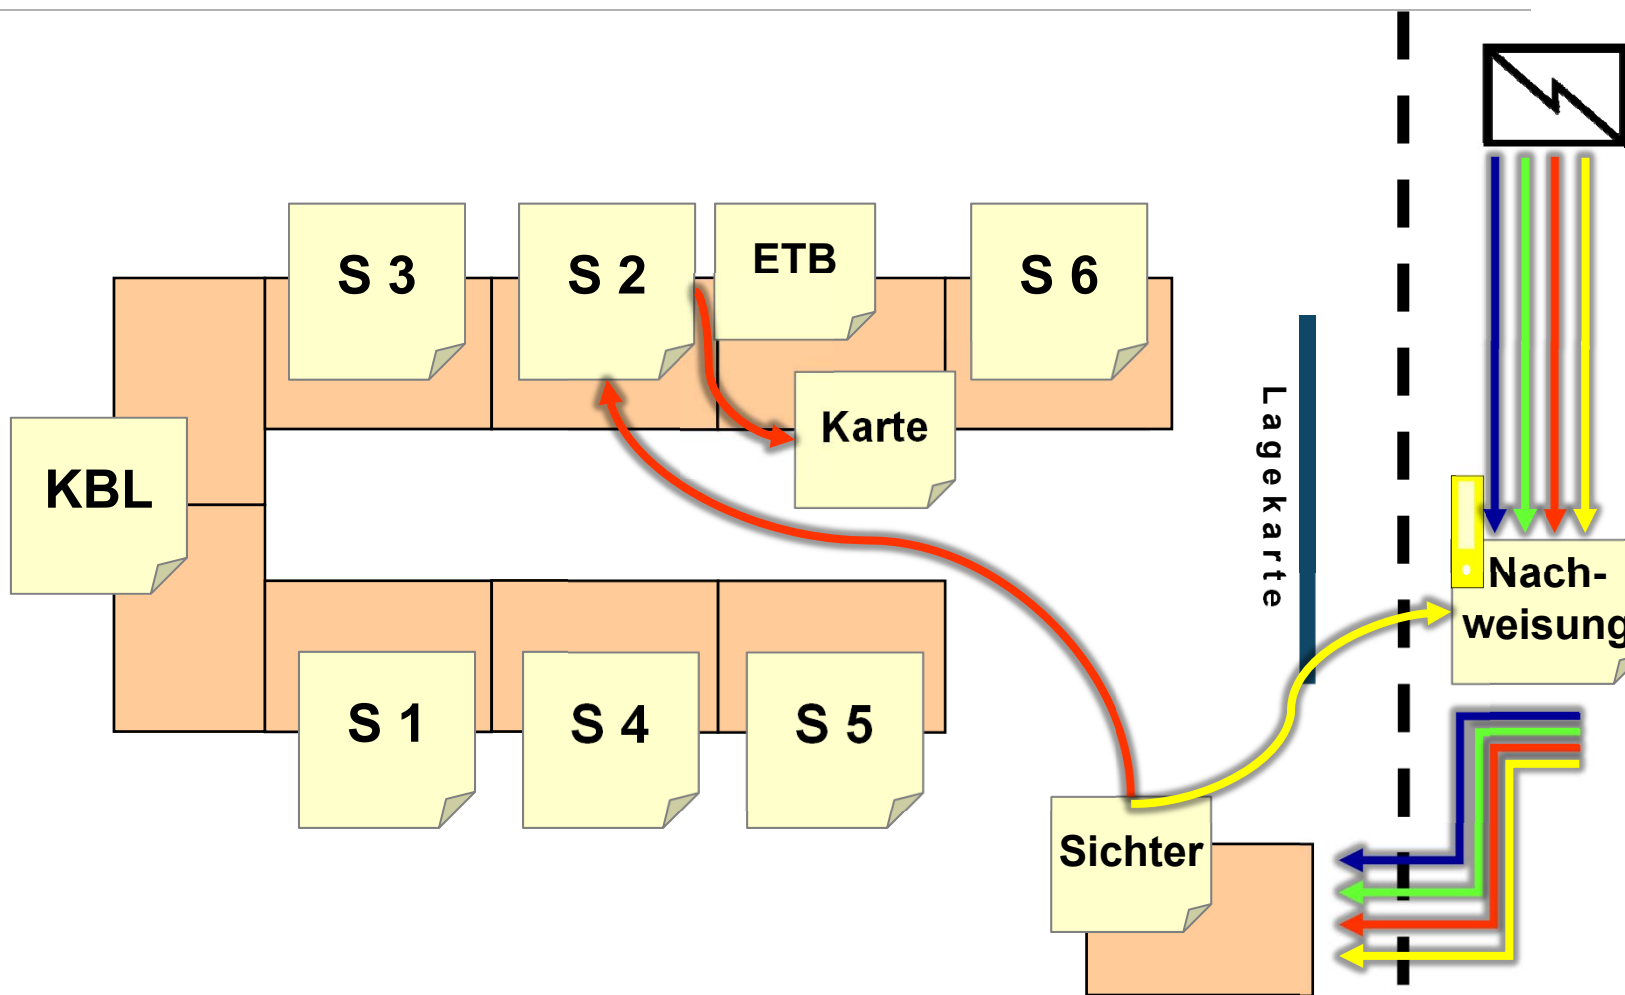 S 3
S 2
ETB
S 6
Karte
KBL
Lagekarte
Nach-
weisung
S 1
S 4
S 5
Sichter